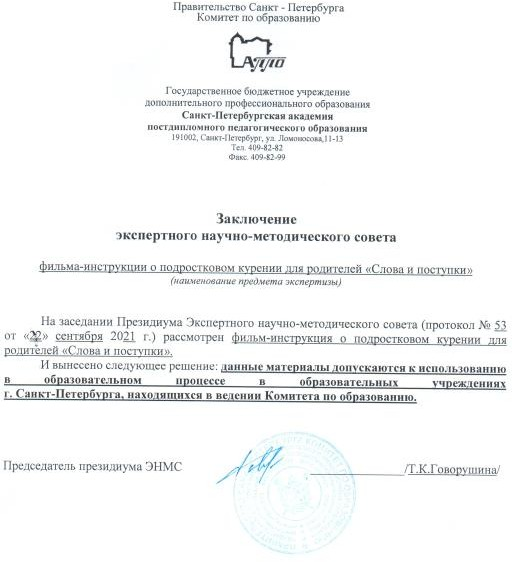 Правительство Санкт - Петербурга
Комитет по образованию
АППО
Государственное бюджетное учреждение
дополнительного профессионального образования
Санкт-Петербургская академия
постдипломного педагогического образования
191002, Санкт-Петербург, ул. Ломоносова,11-13
Тел. 409-82-82
Факс. 409-82-99
Заключение
экспертного научно-методического совета
фильма-инструкции о подростковом курении для родителей «Слова и поступки»
(наименование предмета экспертизы)
На заседании Президиума Экспертного научно-методического совета (протокол № 53
от «22» сентября 2021 г.) рассмотрен фильм-инструкция о подростковом курении для
родителей «Слова и поступки».
И вынесено следующее решение: данные материалы допускаются к использованию
в образовательном процессе в образовательных учреждениях
г. Санкт-Петербурга, находящихся в ведении Комитета по образованию.
Председатель президиума ЭНМС /Т.К.Говорушина/